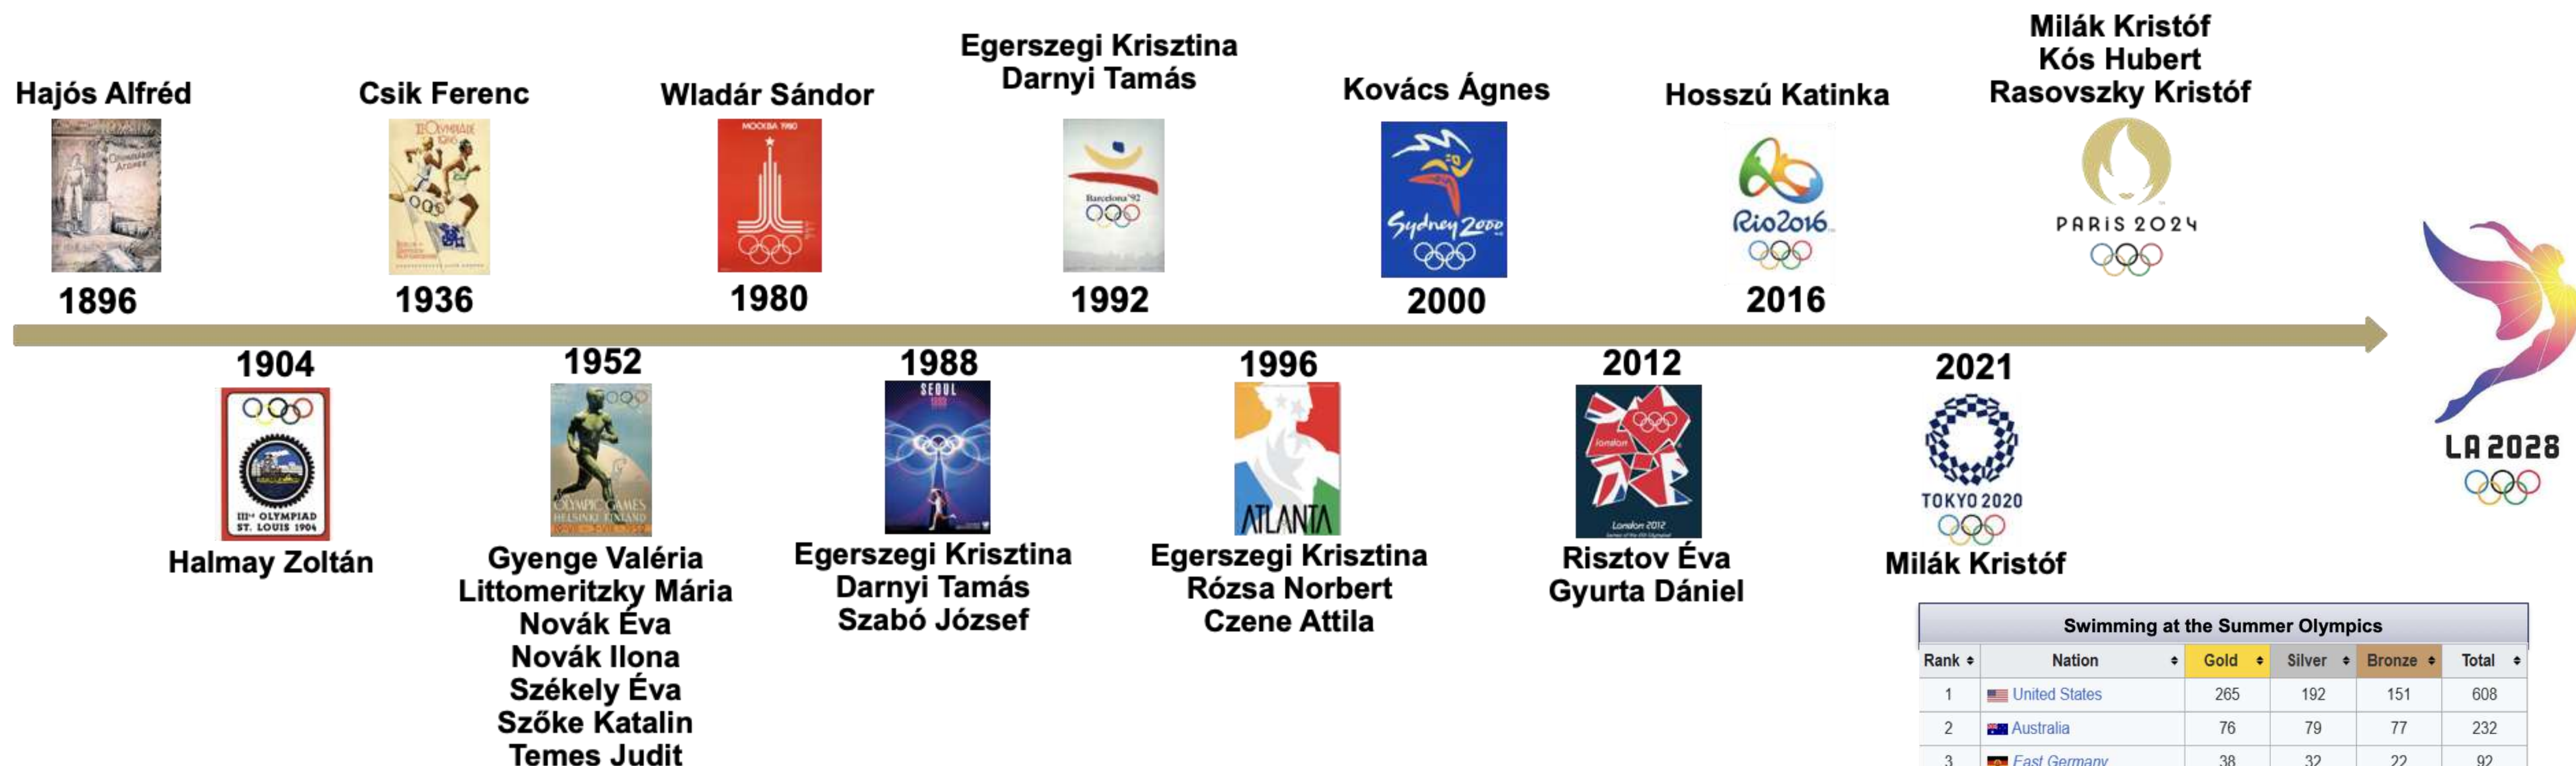 Hajós Alfréd
1896
1904
III RD OLYMPIAD
ST. LOUIS 1904
Halmay Zoltán
Csik Ferenc
1936
1952
OLYMPIC GAMES
HELSINKI FINLAND
Gyenge Valéria
Littomeritzky Mária
Novák Éva
Novák Ilona
Székely Éva
Szőke Katalin
Temes Judit
Wladár Sándor
МОСКВА 1980
1980
1988
SEOUL
1988
Egerszegi Krisztina
Darnyi Tamás
Szabó József
Egerszegi Krisztina
Darnyi Tamás
Barcelona'92
1992
1996
ATLANTA
Egerszegi Krisztina
Rózsa Norbert
Czene Attila
Kovács Ágnes
Sydney 2000
2000
2012
london
London 2012
Risztov Éva
Gyurta Dániel
Hosszú Katinka
Rio2016
2016
2021
TOKYO 2020
Milák Kristóf
Milák Kristóf
Kós Hubert
Rasovszky Kristóf
PARIS 2024
LA 2028
Swimming at the Summer Olympics
Rank Nation Gold Silver Bronze Total
1 United States 265 192 151 608
2 Australia 76 79 77 232
3 East Germany 38 32 22 92